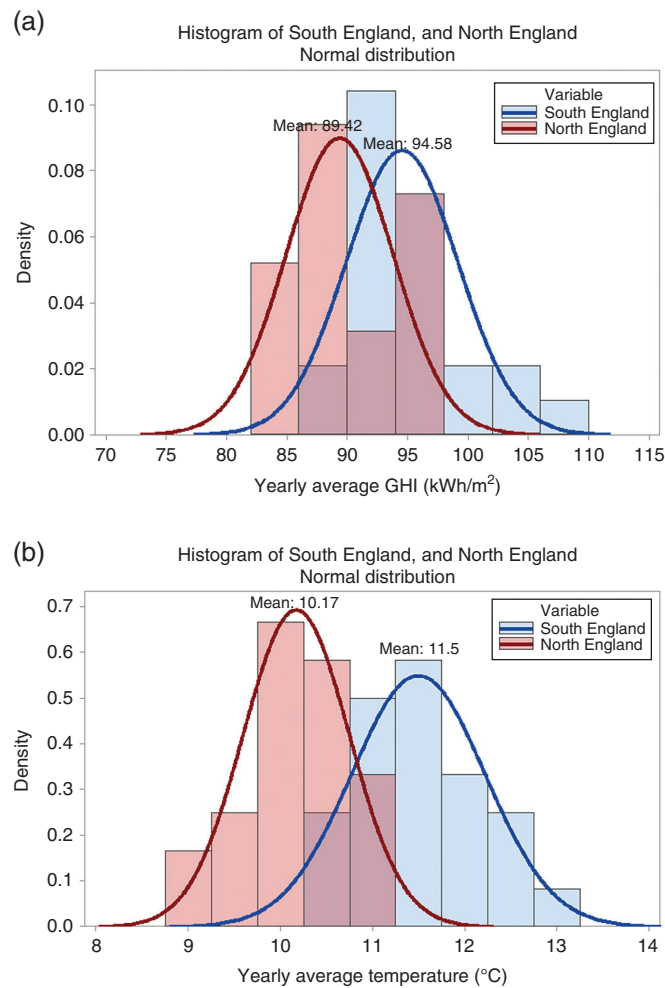 (a)
Histogram of South England, and North England
Normal distribution
Variable
South England
North England
Mean: 89.42
Mean: 94.58
0.10
0.08
0.06
0.04
0.02
0.00
Density
70 75 80 85 90 95 100 105 110 115
Yearly average GHI (kWh/m²)
(b)
Histogram of South England, and North England
Normal distribution
Variable
South England
North England
Mean: 10.17
Mean: 11.5
0.7
0.6
0.5
0.4
0.3
0.2
0.1
0.0
Density
8 9 10 11 12 13 14
Yearly average temperature (°C)